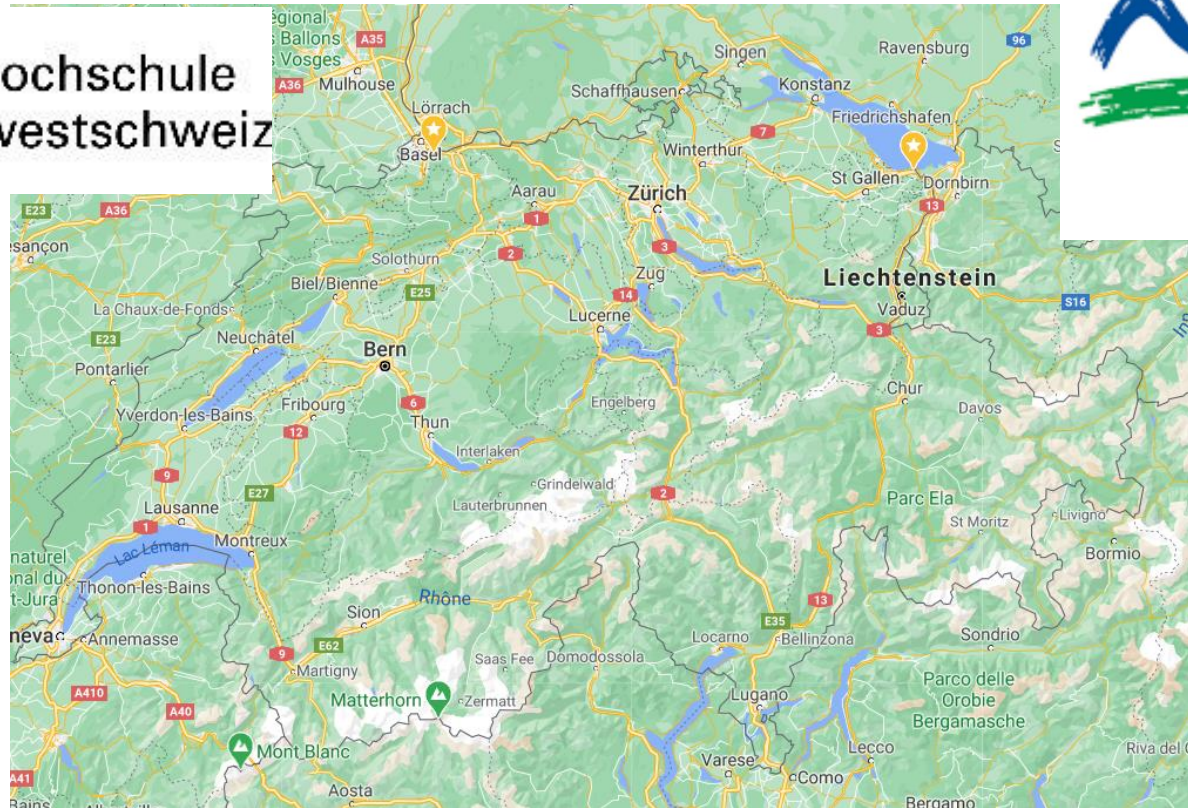 ochschule
westschweiz
égional
s Ballons
s Vosges
A35
A36
Mulhouse
Lörrach
Basel
Schaffhausen
Singen
Konstanz
Ravensburg
96
Friedrichshafen
7
Winterthur
St Gallen
Dornbirn
13
Aarau
Zürich
1
E23
A36
esançon
2
3
Solothurn
Biel/Bienne
E25
Zug
14
Liechtenstein
Vaduz
S16
La Chaux-de-Fonds
Lucerne
3
E23
Neuchâtel
Bern
Pontarlier
Chur
Engelberg
Davos
Yverdon-les-Bains
Fribourg
6
Thun
12
Interlaken
9
E27
Grindelwald
Lauterbrunnen
2
Parc Ela
Lausanne
1
St Moritz
Livigno
Montreux
Lac Léman
Bormio
naturel
onal du
t-Jura
Thonon-les-Bains
Rhône
Sion
13
E35
neva
Annemasse
E62
9
Locarno
Bellinzona
Sondrio
Saas Fee
Domodossola
Martigny
Matterhorn
Zermatt
A410
A40
Lugano
Parco delle
Orobie
Bergamasche
Mont Blanc
Lecco
Varese
Riva del
A41
Como
Aosta
Bergamo
Bains